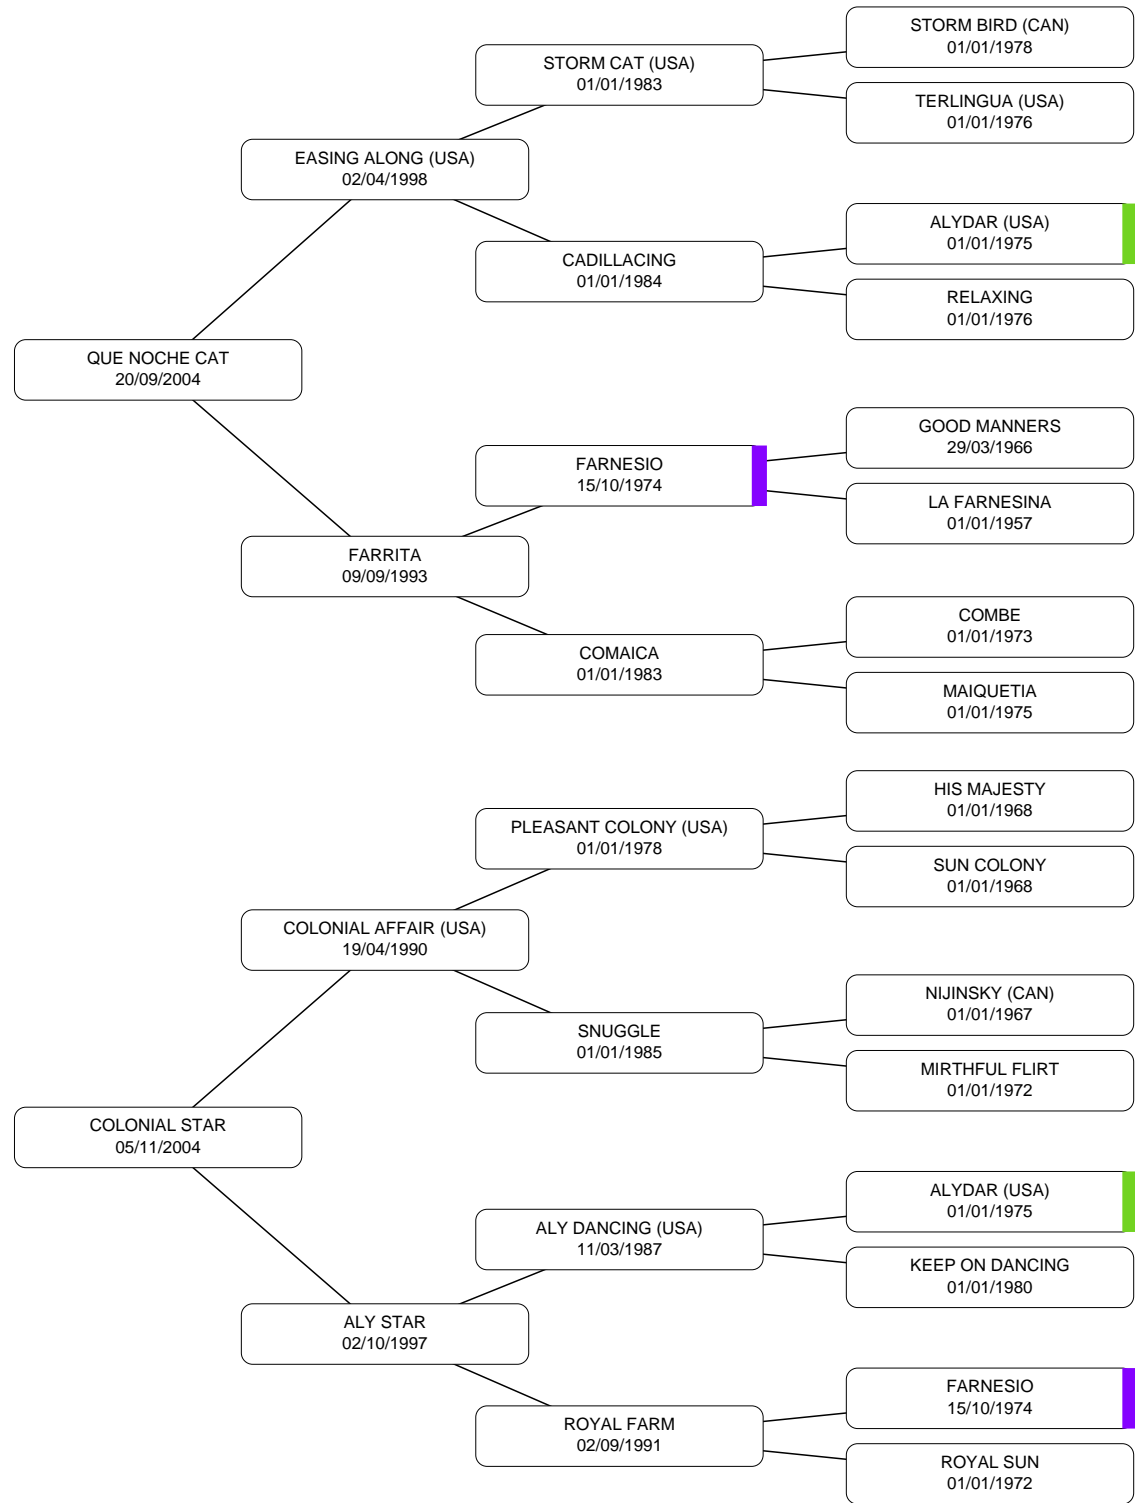 STORM BIRD (CAN)
01/01/1978
STORM CAT (USA)
01/01/1983
TERLINGUA (USA)
01/01/1976
EASING ALONG (USA)
02/04/1998
ALYDAR (USA)
01/01/1975
CADILLACING
01/01/1984
RELAXING
01/01/1976
QUE NOCHE CAT
20/09/2004
GOOD MANNERS
29/03/1966
FARNESIO
15/10/1974
LA FARNESINA
01/01/1957
FARRITA
09/09/1993
COMBE
01/01/1973
COMAICA
01/01/1983
MAIQUETIA
01/01/1975
HIS MAJESTY
01/01/1968
PLEASANT COLONY (USA)
01/01/1978
SUN COLONY
01/01/1968
COLONIAL AFFAIR (USA)
19/04/1990
NIJINSKY (CAN)
01/01/1967
SNUGGLE
01/01/1985
MIRTHFUL FLIRT
01/01/1972
COLONIAL STAR
05/11/2004
ALYDAR (USA)
01/01/1975
ALY DANCING (USA)
11/03/1987
KEEP ON DANCING
01/01/1980
ALY STAR
02/10/1997
FARNESIO
15/10/1974
ROYAL FARM
02/09/1991
ROYAL SUN
01/01/1972